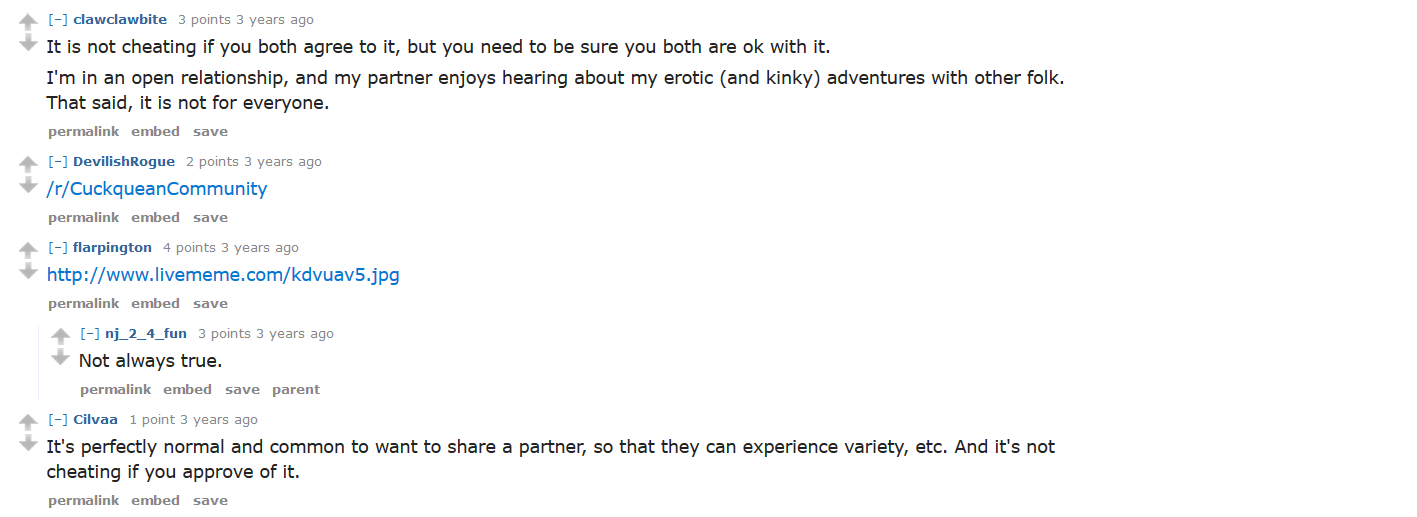 [–] clawclawbite 3 points 3 years ago
It is not cheating if you both agree to it, but you need to be sure you both are ok with it.
I'm in an open relationship, and my partner enjoys hearing about my erotic (and kinky) adventures with other folk.
That said, it is not for everyone.
permalink embed save
[–] DevilishRogue 2 points 3 years ago
/r/CuckqueanCommunity
permalink embed save
[–] flarpington 4 points 3 years ago
http://www.livememe.com/kdvuav5.jpg
permalink embed save
[–] nj_2_4_fun 3 points 3 years ago
Not always true.
permalink embed save parent
[–] Cilvaa 1 point 3 years ago
It's perfectly normal and common to want to share a partner, so that they can experience variety, etc. And it's not
cheating if you approve of it.
permalink embed save